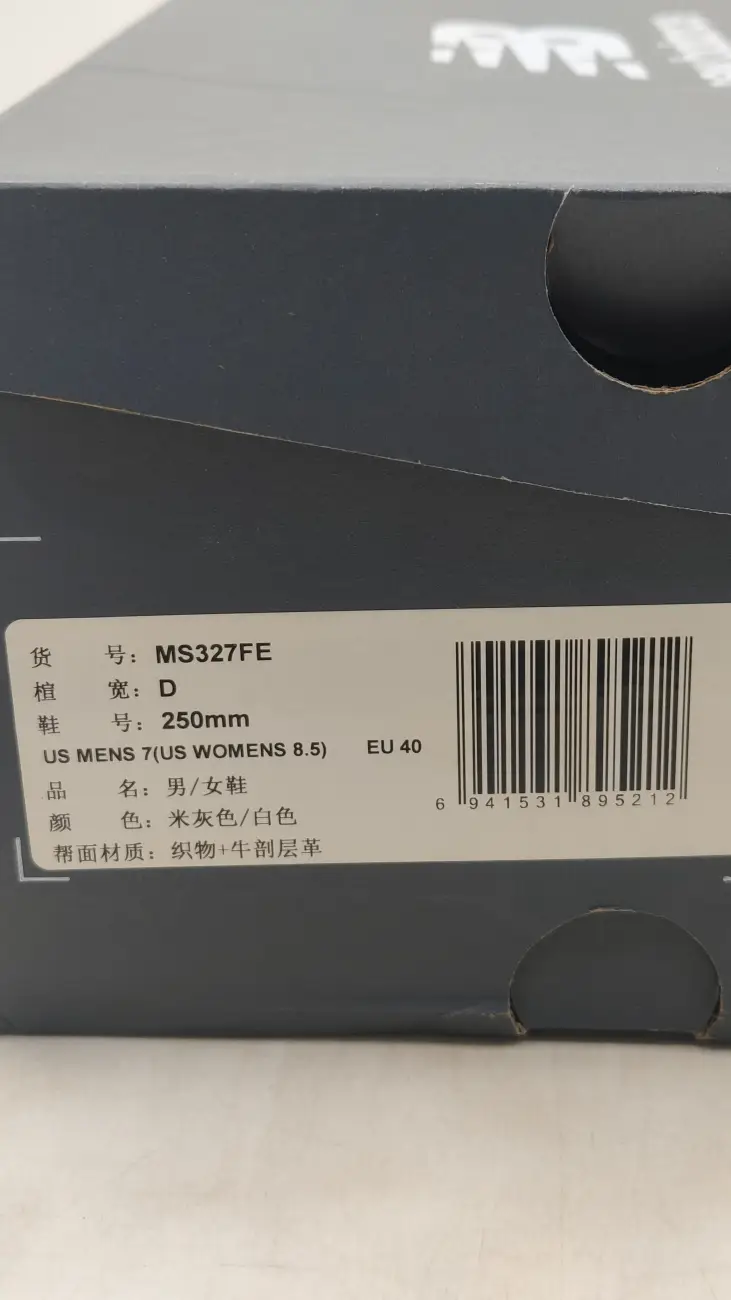 货 号：MS327FE
楦 宽：D
鞋 号：250mm
US MENS 7(US WOMENS 8.5) EU 40
品 名：男/女鞋
颜 色：米灰色/白色
帮面材质：织物+牛剖层革
6 941531 895212